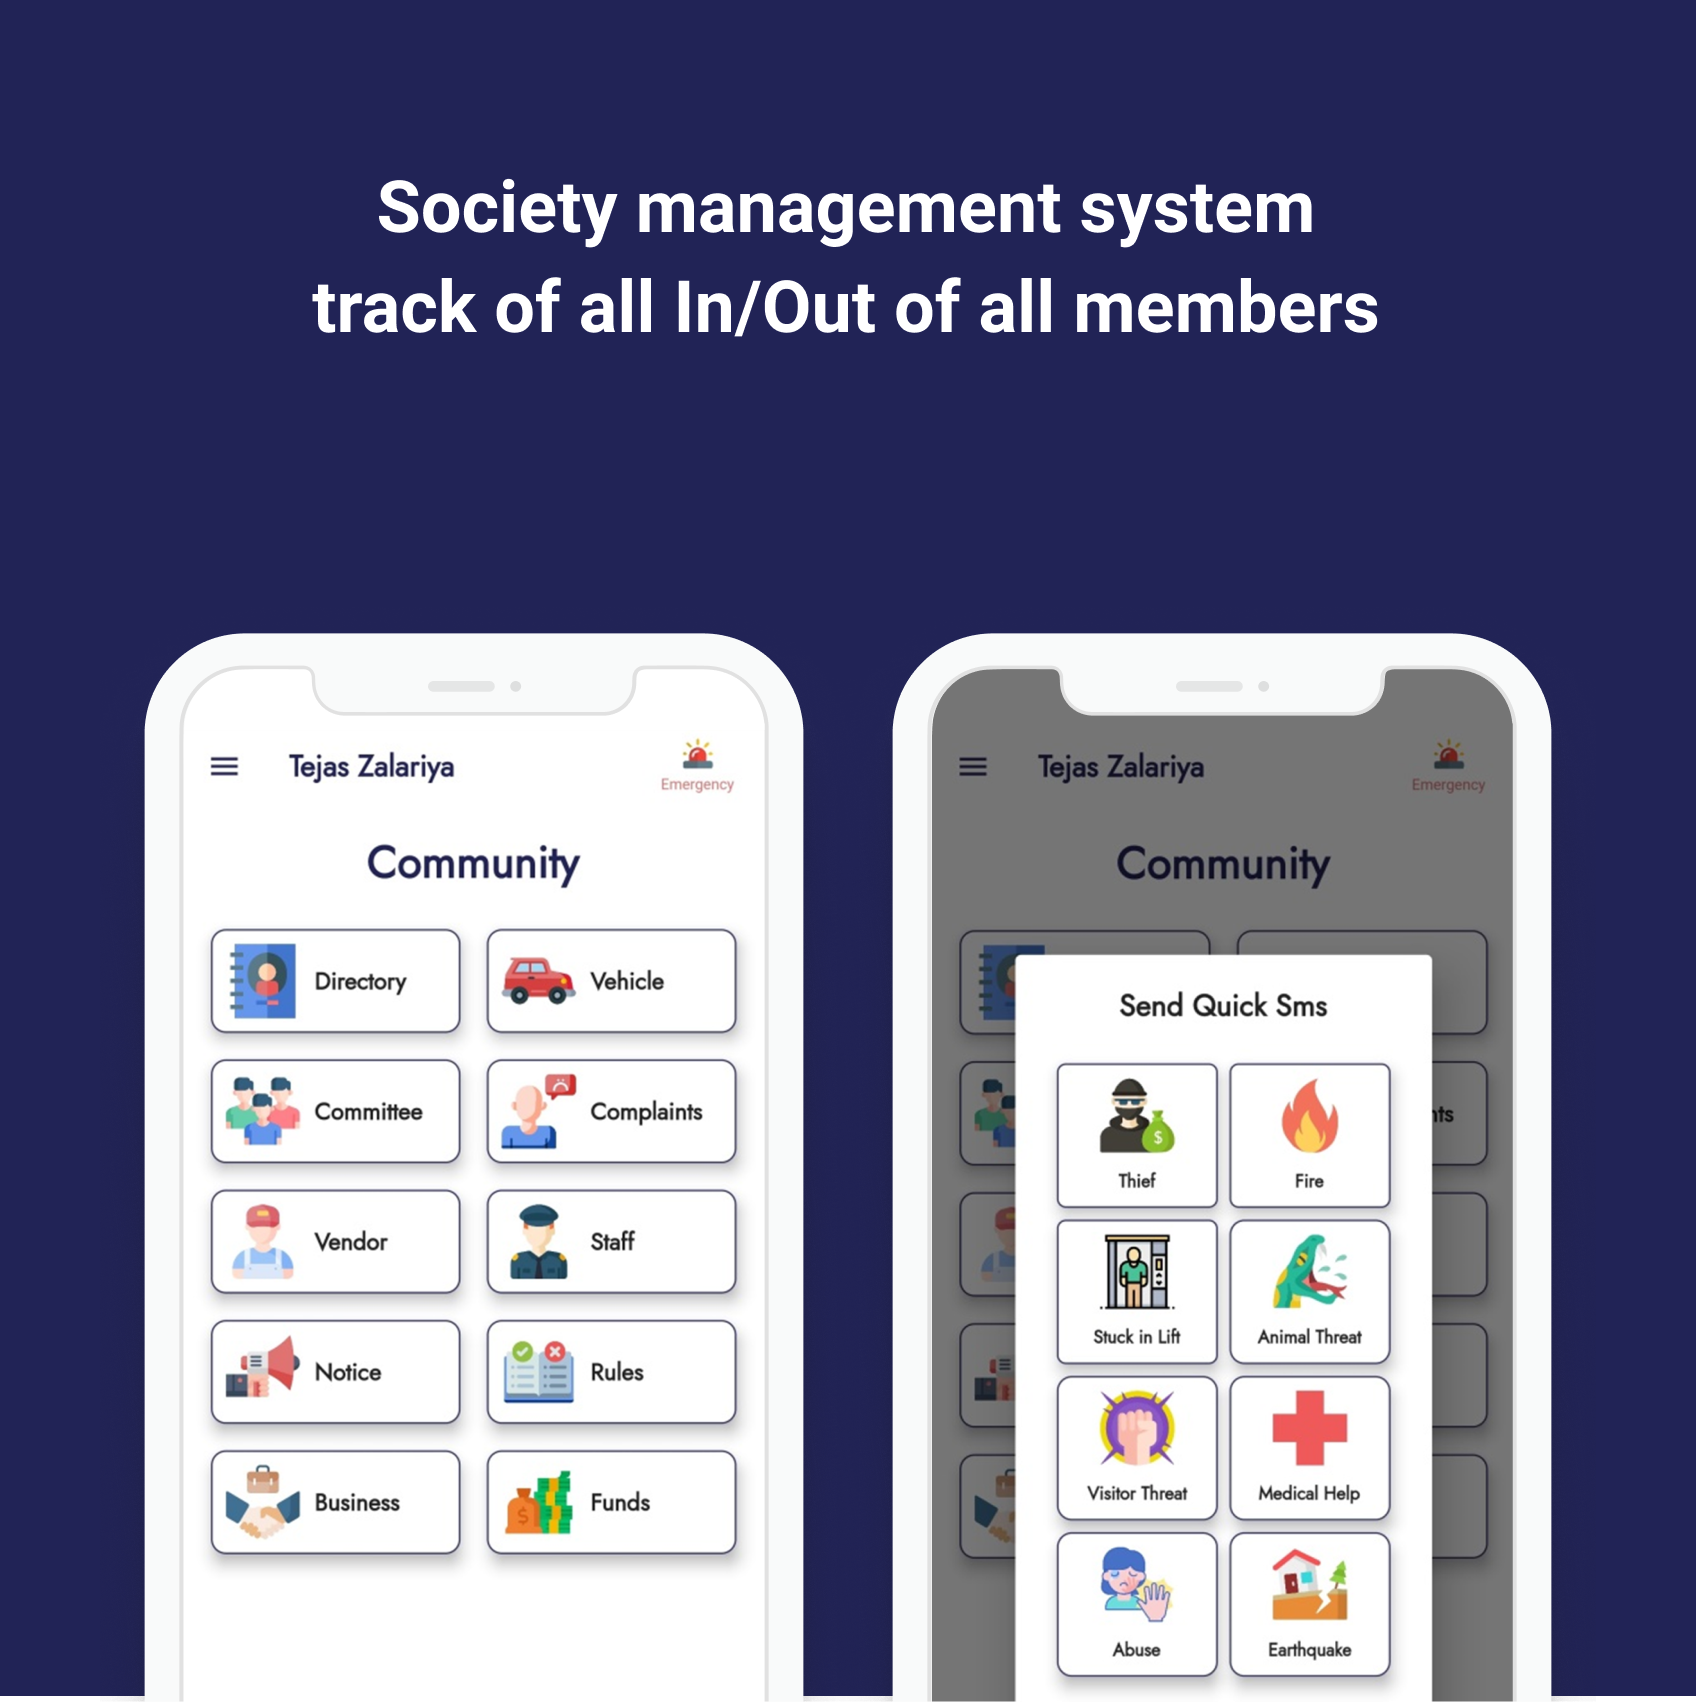 Society management system
track of all In/Out of all members
Tejas Zalariya
Emergency
Community
Directory
Vehicle
Committee
Complaints
Vendor
Staff
Notice
Rules
Business
Funds
Tejas Zalariya
Emergency
Community
nts
Send Quick Sms
Thief
Fire
Stuck in Lift
Animal Threat
Visitor Threat
Medical Help
Abuse
Earthquake